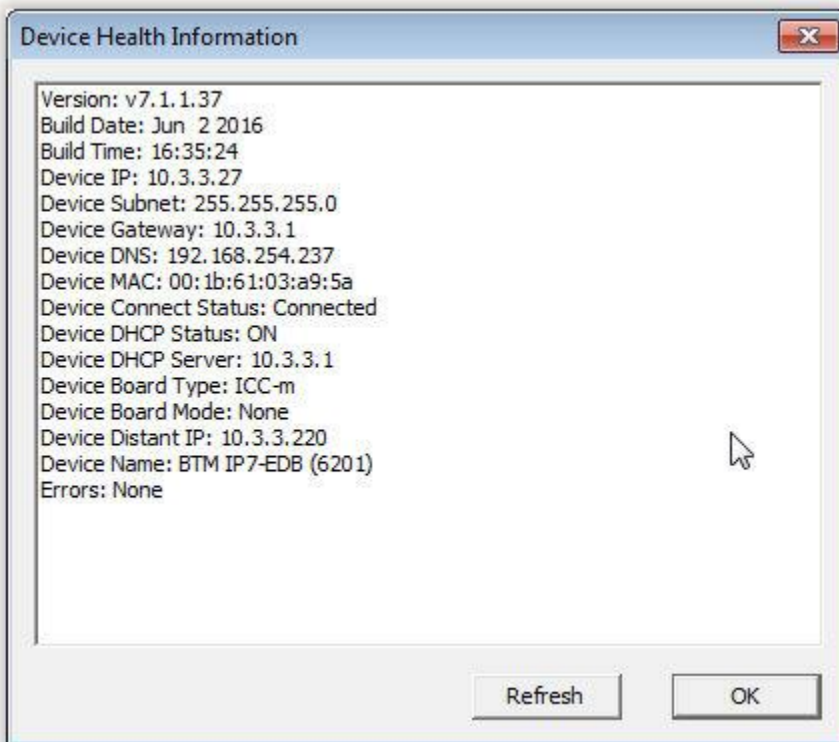 Device Health Information
Version: v7.1.1.37
Build Date: Jun  2 2016
Build Time: 16:35:24
Device IP: 10.3.3.27
Device Subnet: 255.255.255.0
Device Gateway: 10.3.3.1
Device DNS: 192.168.254.237
Device MAC: 00:1b:61:03:a9:5a
Device Connect Status: Connected
Device DHCP Status: ON
Device DHCP Server: 10.3.3.1
Device Board Type: ICC-m
Device Board Mode: None
Device Distant IP: 10.3.3.220
Device Name: BTM IP7-EDB (6201)
Errors: None
Refresh OK